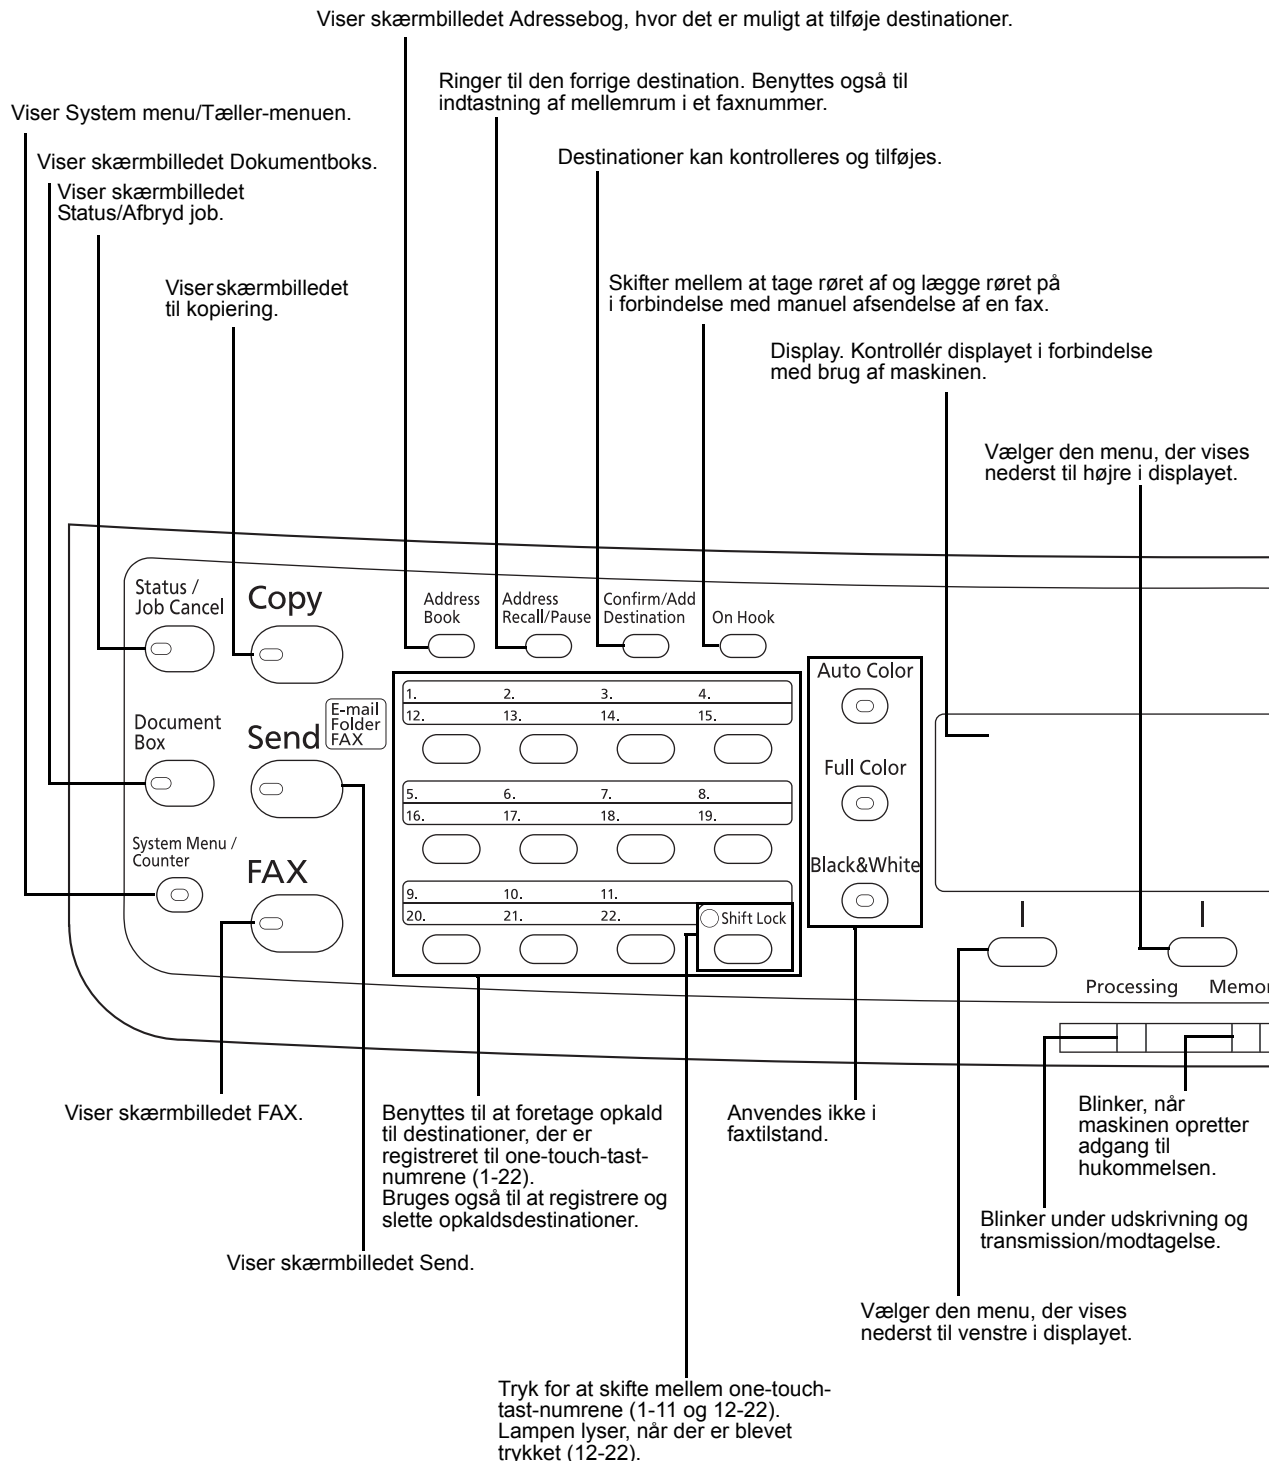 Viser skærmbilledet Adressebog, hvor det er muligt at tilføje destinationer.
Ringer til den forrige destination. Benyttes også til
indtastning af mellemrum i et faxnummer.
Viser System menu/Tæller-menuen.
Viser skærmbilledet Dokumentboks.
Destinationer kan kontrolleres og tilføjes.
Viser skærmbilledet
Status/Afbryd job.
Viser skærmbilledet
til kopiering.
Skifter mellem at tage røret af og lægge røret på
i forbindelse med manuel afsendelse af en fax.
Display. Kontrollér displayet i forbindelse
med brug af maskinen.
Vælger den menu, der vises
nederst til højre i displayet.
Status /
Job Cancel
Copy
Address
Book
Address
Recall/Pause
Confirm/Add
Destination
On Hook
Document
Box
Send
E-mail
Folder
FAX
System Menu /
Counter
FAX
1. 2. 3. 4.
12. 13. 14. 15.
5. 6. 7. 8.
16. 17. 18. 19.
9. 10. 11.
20. 21. 22.
Shift Lock
Auto Color
Full Color
Black&White
Processing
Memor
Viser skærmbilledet FAX.
Benyttes til at foretage opkald
til destinationer, der er
registreret til one-touch-tast-
numrene (1-22).
Bruges også til at registrere og
slette opkaldsdestinationer.
Anvendes ikke i
faxtilstand.
Blinker, når
maskinen opretter
adgang til
hukommelsen.
Blinker under udskrivning og
transmission/modtagelse.
Viser skærmbilledet Send.
Vælger den menu, der vises
nederst til venstre i displayet.
Tryk for at skifte mellem one-touch-
tast-numrene (1-11 og 12-22).
Lampen lyser, når der er blevet
trykket (12-22).